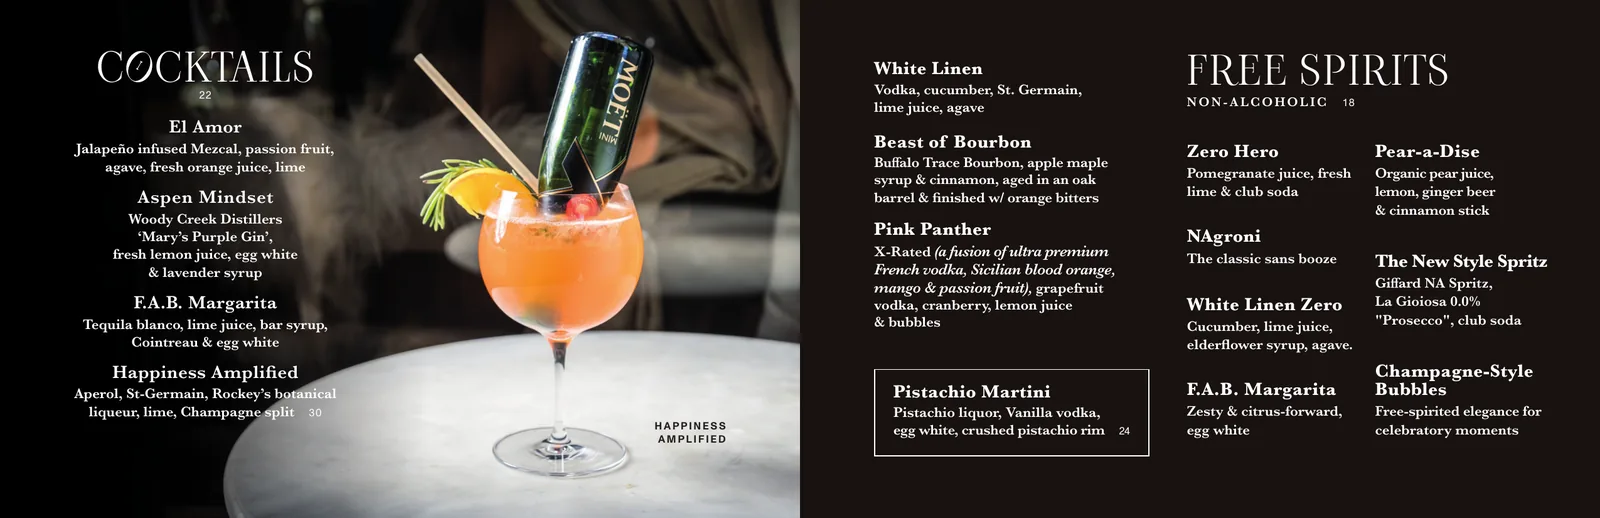 COCKTAILS
22
El Amor
Jalapeño infused Mezcal, passion fruit,
agave, fresh orange juice, lime
Aspen Mindset
Woody Creek Distillers
‘Mary’s Purple Gin’,
fresh lemon juice, egg white
& lavender syrup
F.A.B. Margarita
Tequila blanco, lime juice, bar syrup,
Cointreau & egg white
Happiness Amplified
Aperol, St-Germain, Rockey’s botanical
liqueur, lime, Champagne split 30
MOËT
MINI
HAPPINESS
AMPLIFIED
White Linen
Vodka, cucumber, St. Germain,
lime juice, agave
Beast of Bourbon
Buffalo Trace Bourbon, apple maple
syrup & cinnamon, aged in an oak
barrel & finished w/ orange bitters
Pink Panther
X-Rated (a fusion of ultra premium
French vodka, Sicilian blood orange,
mango & passion fruit), grapefruit
vodka, cranberry, lemon juice
& bubbles
Pistachio Martini
Pistachio liquor, Vanilla vodka,
egg white, crushed pistachio rim 24
FREE SPIRITS
NON-ALCOHOLIC 18
Zero Hero
Pomegranate juice, fresh
lime & club soda
NAgroni
The classic sans booze
White Linen Zero
Cucumber, lime juice,
elderflower syrup, agave.
F.A.B. Margarita
Zesty & citrus-forward,
egg white
Pear-a-Dise
Organic pear juice,
lemon, ginger beer
& cinnamon stick
The New Style Spritz
Giffard NA Spritz,
La Gioiosa 0.0%
"Prosecco", club soda
Champagne-Style
Bubbles
Free-spirited elegance for
celebratory moments